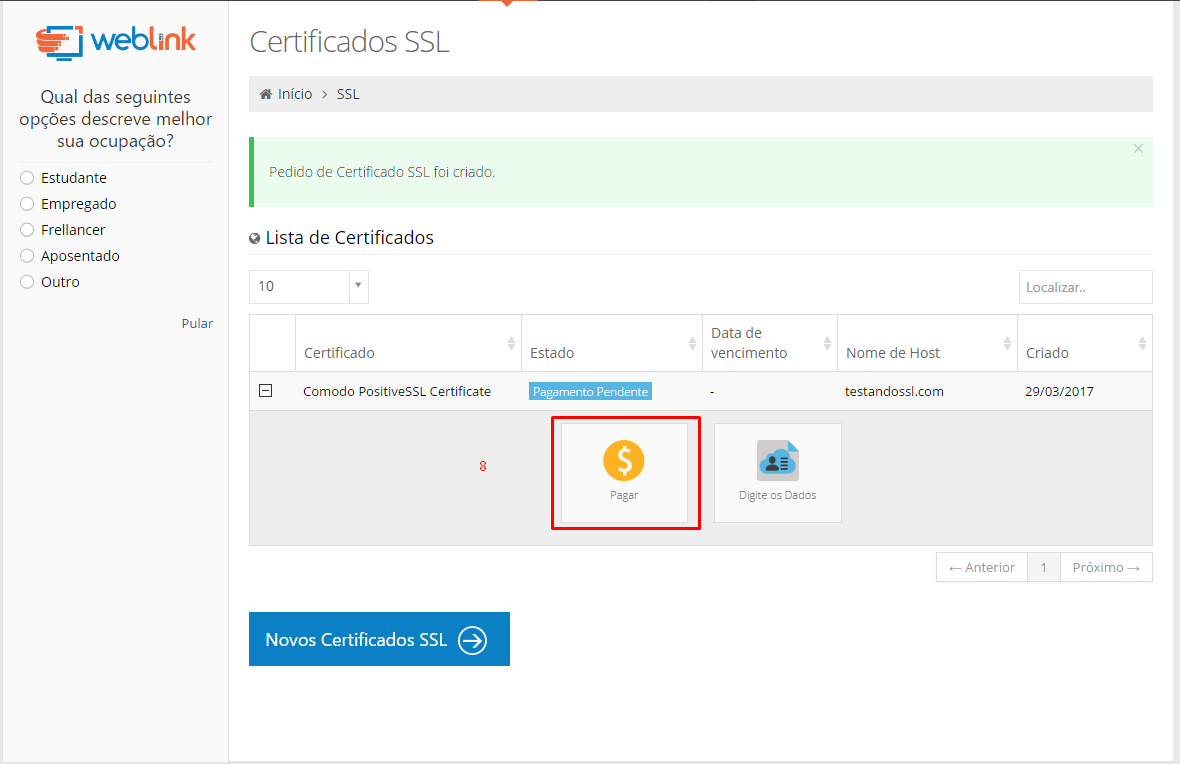 weblink
Qual das seguintes
opções descreve melhor
sua ocupação?
Estudante
Empregado
Frellancer
Aposentado
Outro
Pular
Certificados SSL
Início > SSL
Pedido de Certificado SSL foi criado.
×
Lista de Certificados
10
Localizar..
Certificado Estado Data de vencimento Nome de Host Criado
Comodo PositiveSSL Certificate Pagamento Pendente - testandossl.com 29/03/2017
8
Pagar
Digite os Dados
← Anterior 1 Próximo →
Novos Certificados SSL